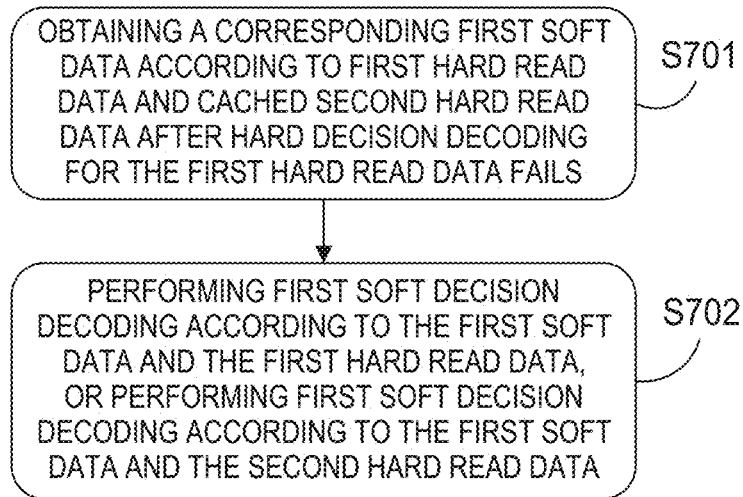 OBTAINING A CORRESPONDING FIRST SOFT
DATA ACCORDING TO FIRST HARD READ
DATA AND CACHED SECOND HARD READ
DATA AFTER HARD DECISION DECODING
FOR THE FIRST HARD READ DATA FAILS
S701
PERFORMING FIRST SOFT DECISION
DECODING ACCORDING TO THE FIRST SOFT
DATA AND THE FIRST HARD READ DATA,
OR PERFORMING FIRST SOFT DECISION
DECODING ACCORDING TO THE FIRST SOFT
DATA AND THE SECOND HARD READ DATA
S702